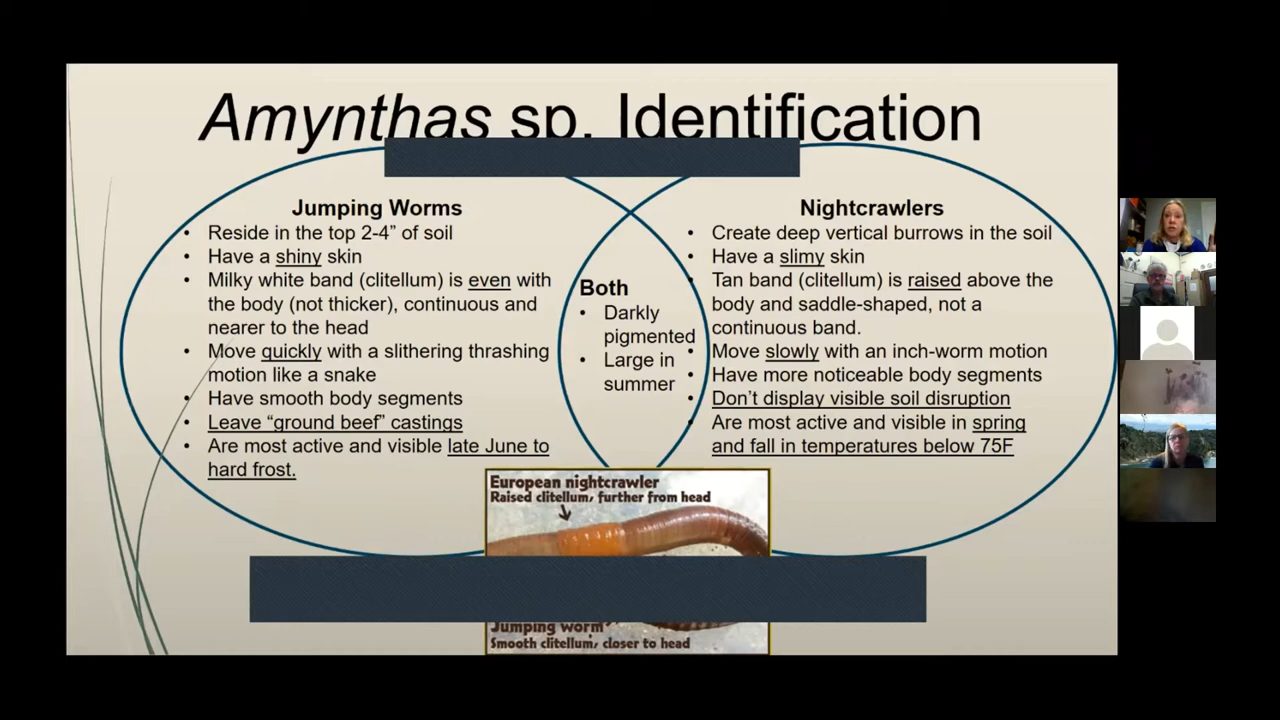 Amynthas sp. Identification
Jumping Worms
• Reside in the top 2-4” of soil
• Have a shiny skin
• Milky white band (clitellum) is even with
the body (not thicker), continuous and
nearer to the head
• Move quickly with a slithering thrashing
motion like a snake
• Have smooth body segments
• Leave “ground beef” castings
• Are most active and visible late June to
hard frost.
Both
• Darkly
pigmented
• Large in
summer
Nightcrawlers
• Create deep vertical burrows in the soil
• Have a slimy skin
• Tan band (clitellum) is raised above the
body and saddle-shaped, not a
continuous band.
• Move slowly with an inch-worm motion
• Have more noticeable body segments
• Don’t display visible soil disruption
• Are most active and visible in spring
and fall in temperatures below 75F
European nightcrawler
Raised clitellum, further from head
Jumping worm
Smooth clitellum, closer to head